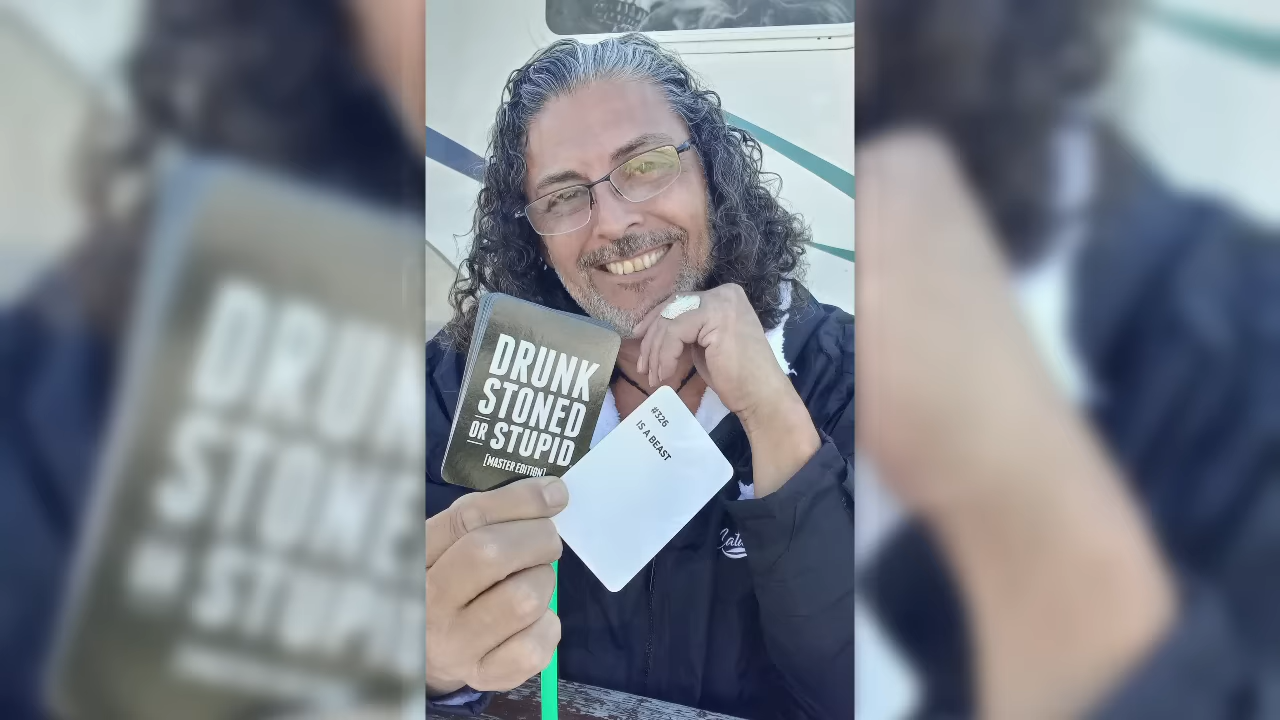 DRUNK
STONED
OR STUPID
[MASTER EDITION]
#326
IS A BEAST